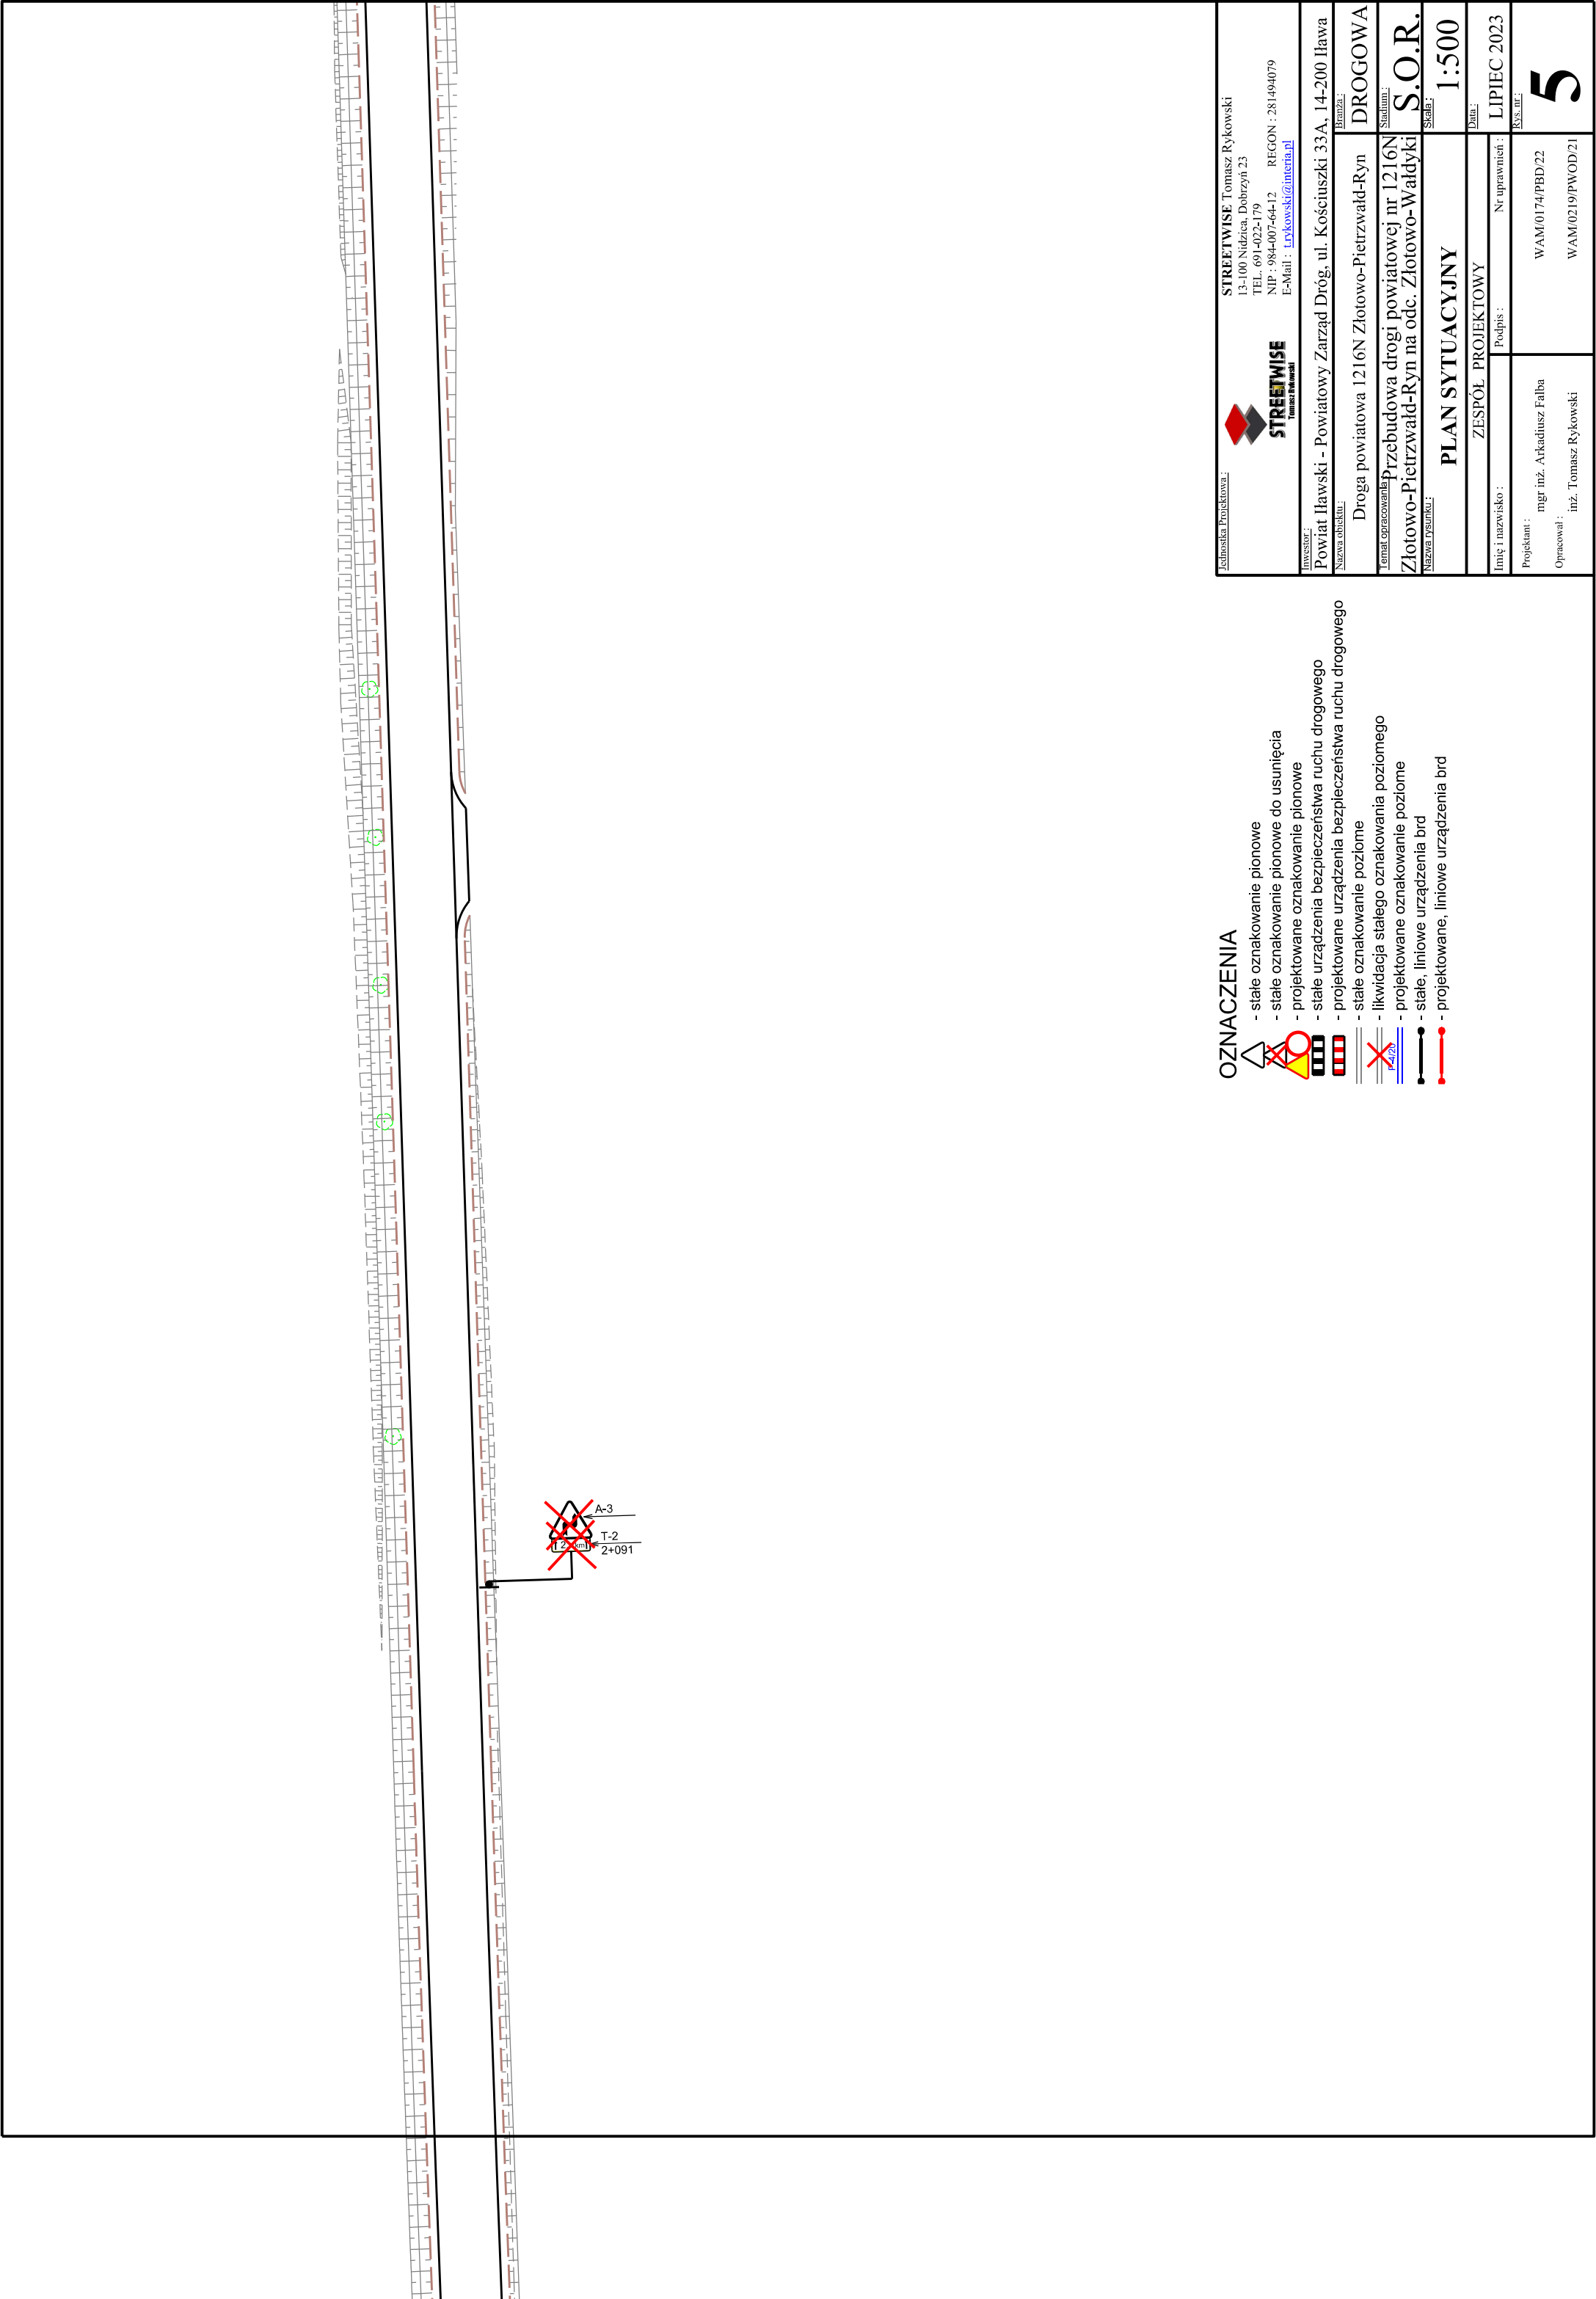 A-3
T-2
2+091
2
km
OZNACZENIA
- stałe oznakowanie pionowe
- stałe oznakowanie pionowe do usunięcia
- projektowane oznakowanie pionowe
- stałe urządzenia bezpieczeństwa ruchu drogowego
- projektowane urządzenia bezpieczeństwa ruchu drogowego
- stałe oznakowanie poziome
- likwidacja stałego oznakowania poziomego
P-4/20
- projektowane oznakowanie poziome
- stałe, liniowe urządzenia brd
- projektowane, liniowe urządzenia brd
Jednostka Projektowa :
STREETWISE
Tomasz Rykowski
STREETWISE Tomasz Rykowski
13-100 Nidzica, Dobrzyń 23
TEL. 691-022-179
NIP : 984-007-64-12 REGON : 281494079
E-Mail : t.rykowski@interia.pl
Inwestor :
Powiat Iławski - Powiatowy Zarząd Dróg, ul. Kościuszki 33A, 14-200 Iława
Nazwa obiektu :
Droga powiatowa 1216N Złotowo-Pietrzwałd-Ryn
Branża :
DROGOWA
Temat opracowania :
Przebudowa drogi powiatowej nr 1216N
Złotowo-Pietrzwałd-Ryn na odc. Złotowo-Wałdyki
Stadium :
S.O.R.
Nazwa rysunku :
PLAN SYTUACYJNY
Skala :
1:500
ZESPÓŁ PROJEKTOWY
Data :
LIPIEC 2023
Imię i nazwisko : Podpis : Nr uprawnień :
Rys. nr :
5
Projektant :
mgr inż. Arkadiusz Falba WAM/0174/PBD/22
Opracował :
inż. Tomasz Rykowski WAM/0219/PWOD/21